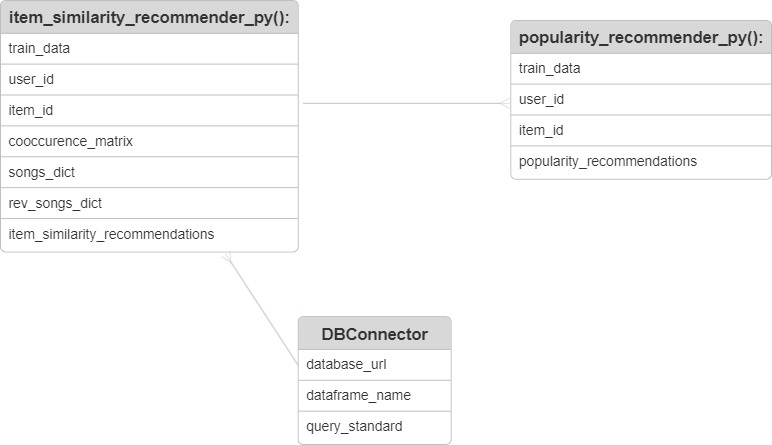 item_similarity_recommender_py():
train_data
user_id
item_id
cooccurence_matrix
songs_dict
rev_songs_dict
item_similarity_recommendations
popularity_recommender_py():
train_data
user_id
item_id
popularity_recommendations
DBConnector
database_url
dataframe_name
query_standard